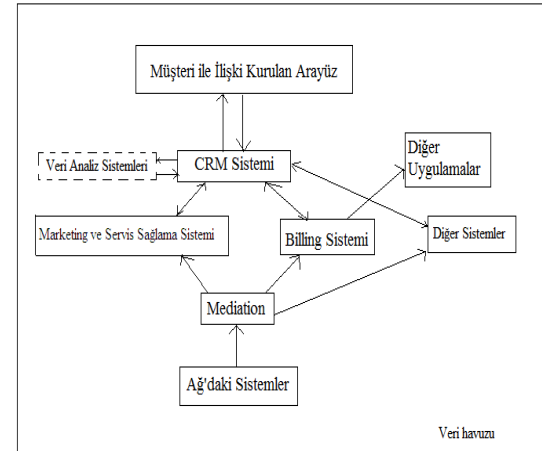 Müşteri ile İlişki Kurulan Arayüz
Veri Analiz Sistemleri
CRM Sistemi
Diğer
Uygulamalar
Marketing ve Servis Sağlama Sistemi
Billing Sistemi
Diğer Sistemler
Mediation
Ağ'daki Sistemler
Veri havuzu